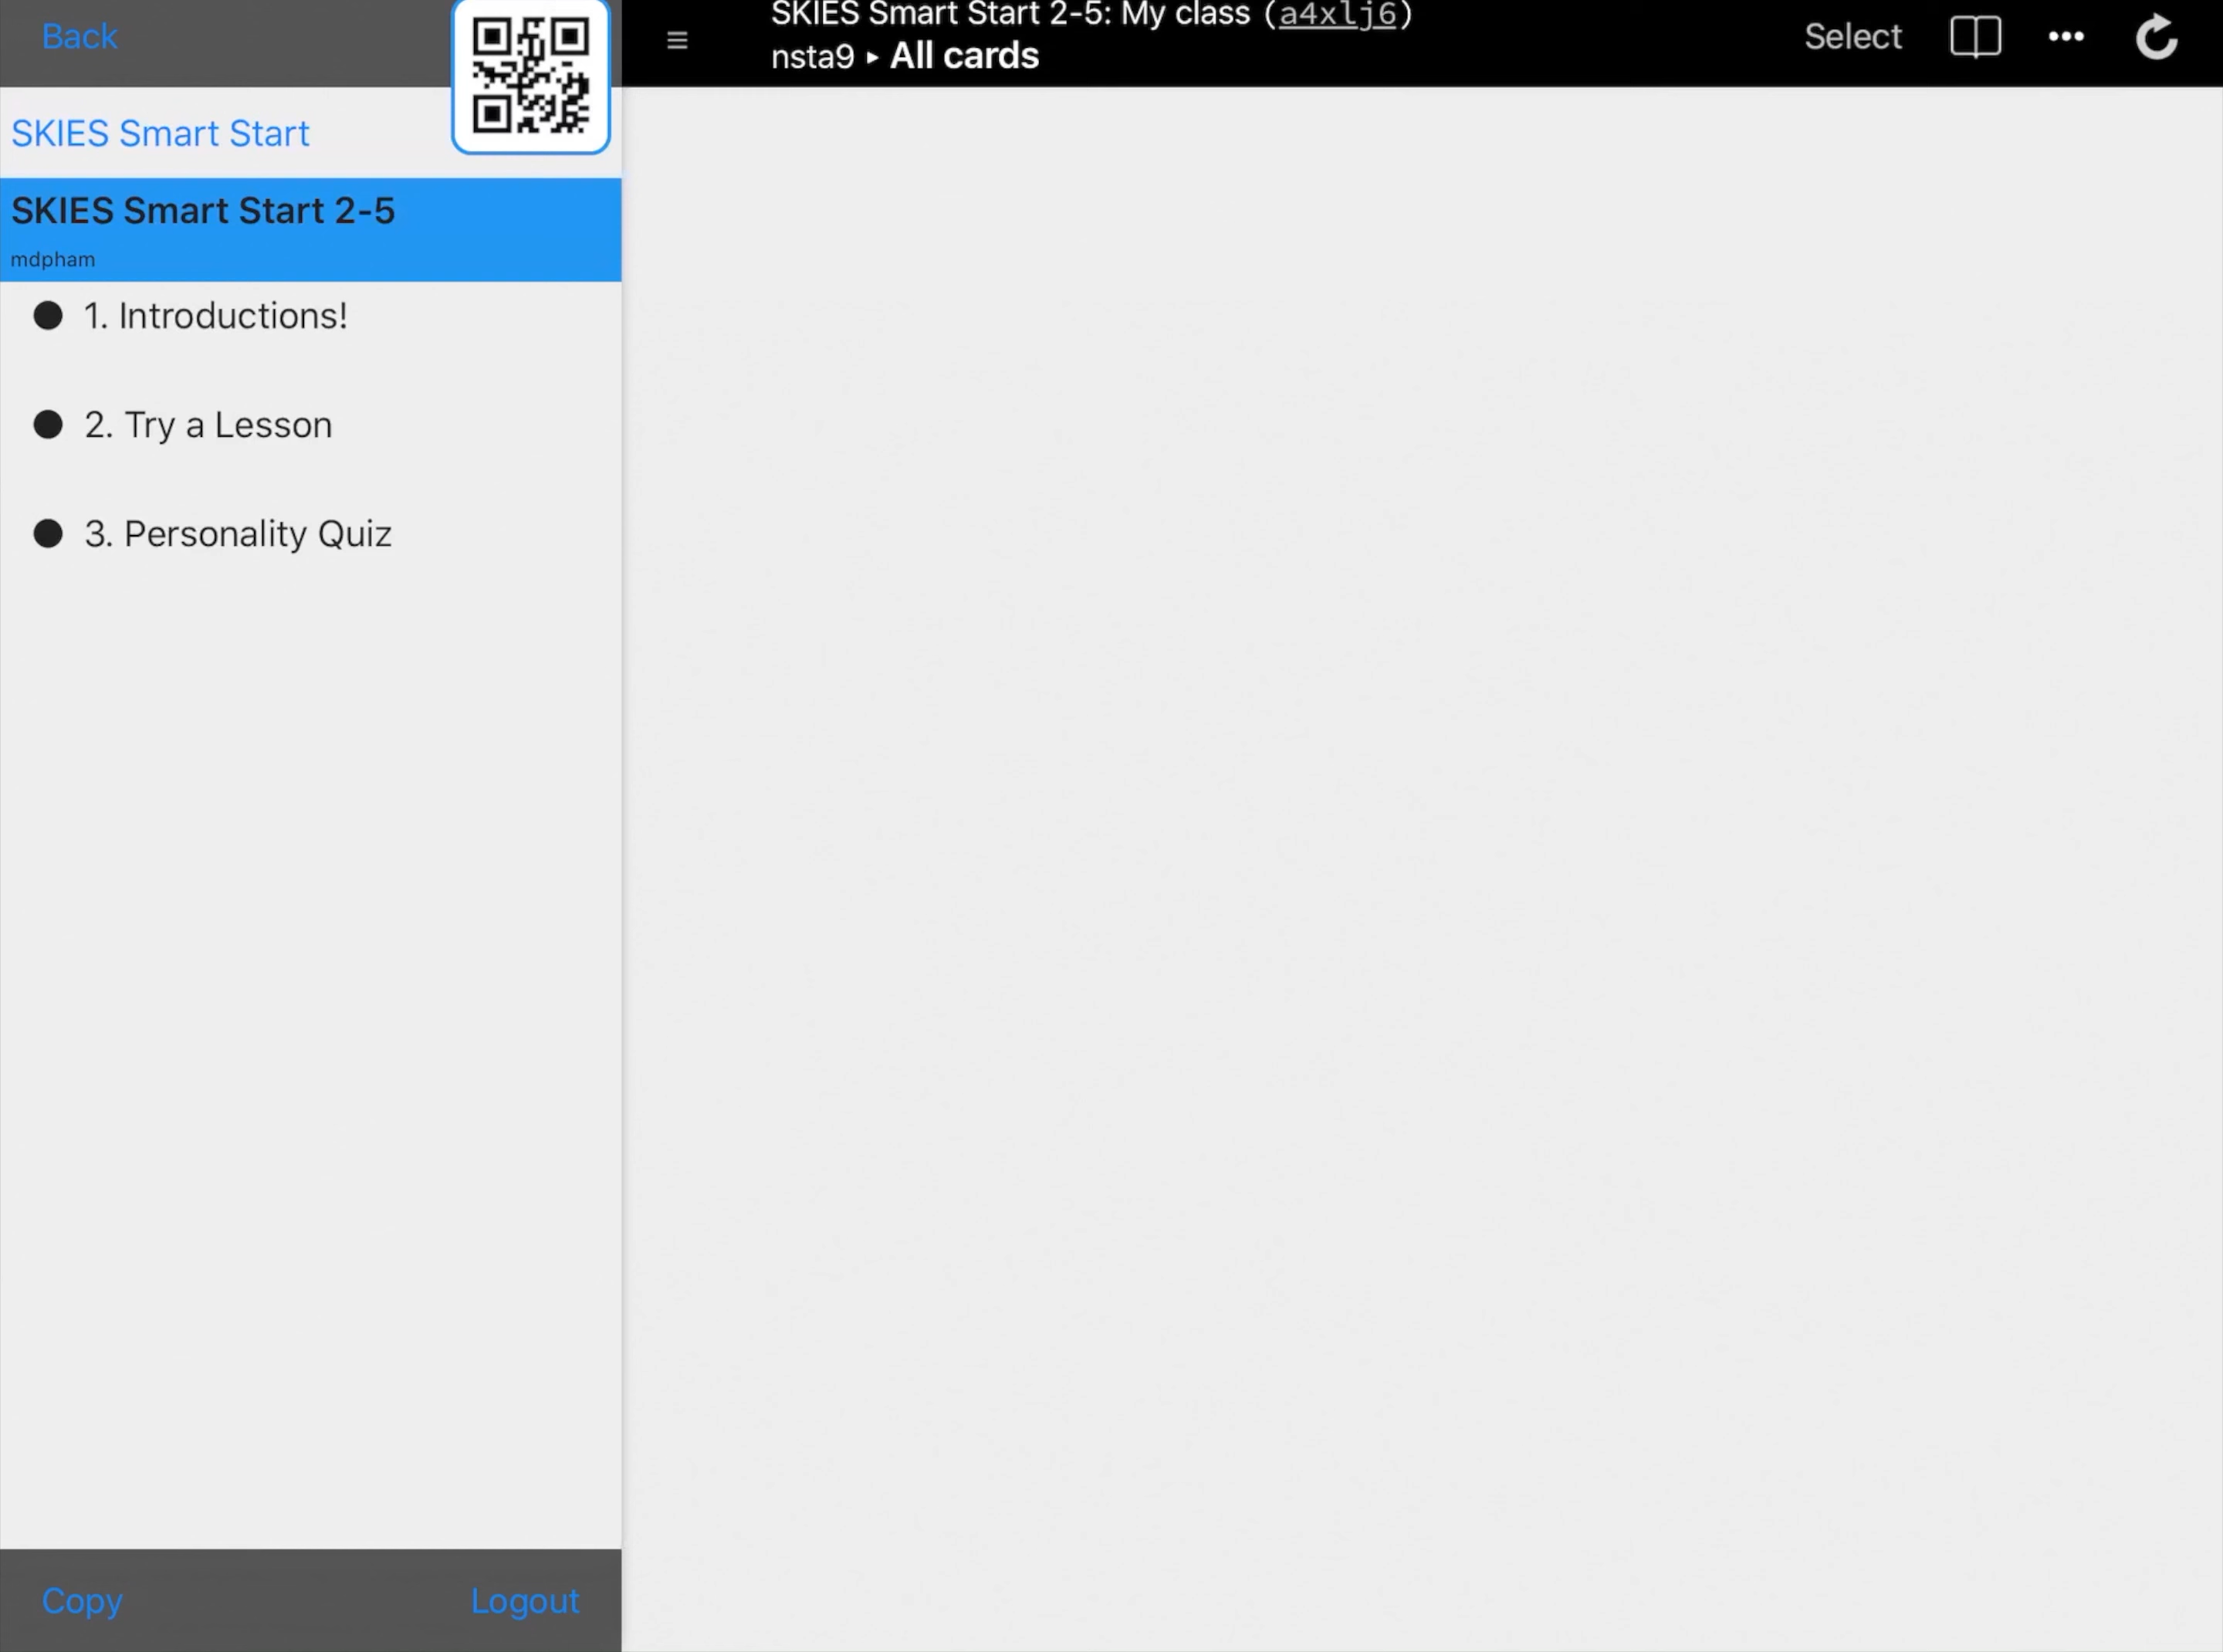 Back
SKIES Smart Start
SKIES Smart Start 2-5
mdpham
1. Introductions!
2. Try a Lesson
3. Personality Quiz
Copy
Logout
SKIES Smart Start 2-5: My class (a4xlj6)
nsta9 ▸ All cards
Select